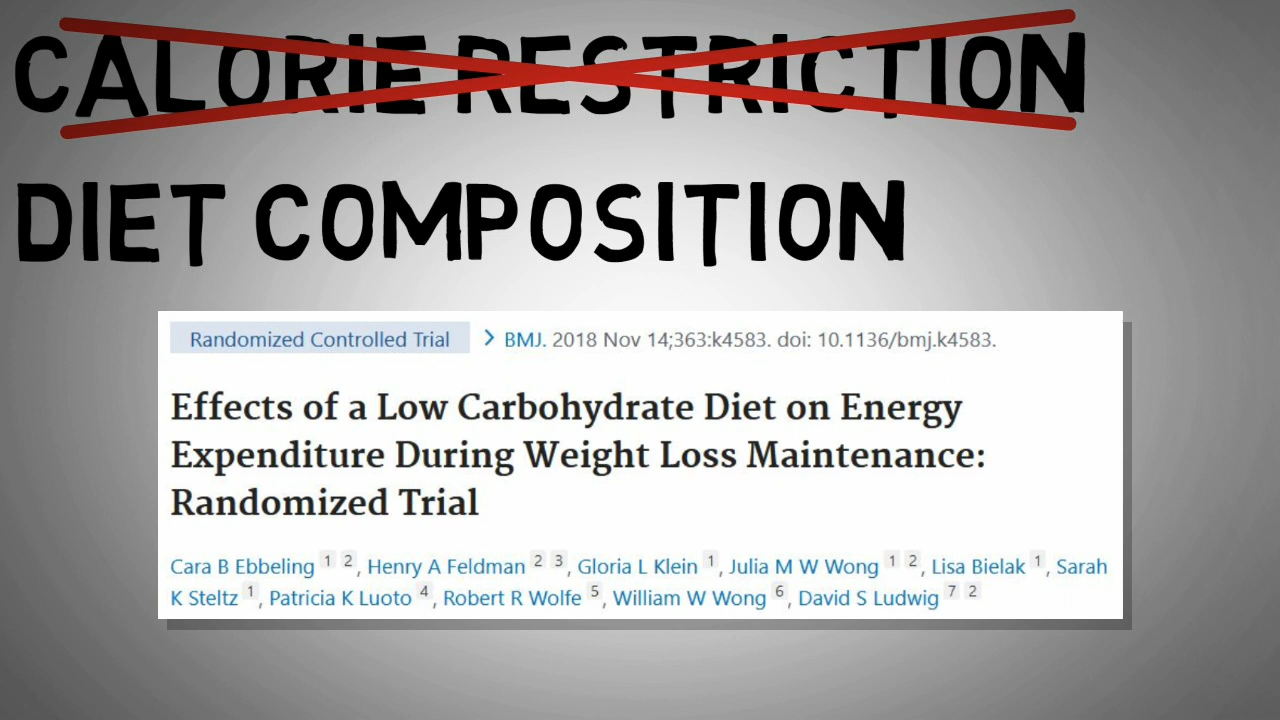 CALORIE RESTRICTION
DIET COMPOSITION
Randomized Controlled Trial > BMJ. 2018 Nov 14;363:k4583. doi: 10.1136/bmj.k4583.
Effects of a Low Carbohydrate Diet on Energy
Expenditure During Weight Loss Maintenance:
Randomized Trial
Cara B Ebbeling 1 2, Henry A Feldman 2 3, Gloria L Klein 1, Julia M W Wong 1 2, Lisa Bielak 1, Sarah
K Steltz 1, Patricia K Luoto 4, Robert R Wolfe 5, William W Wong 6, David S Ludwig 7 2